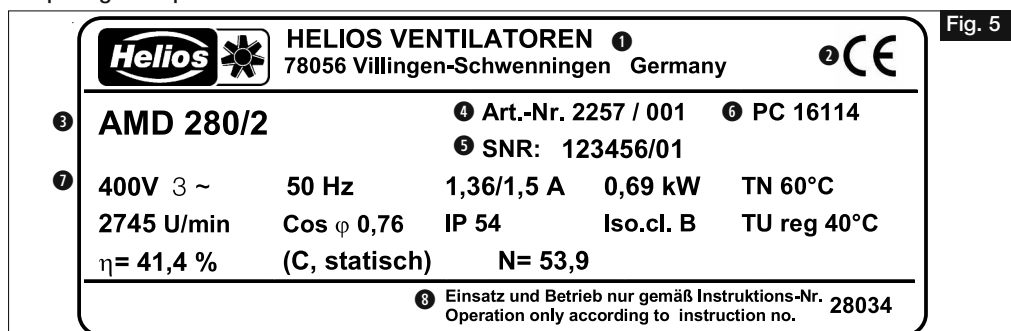 Fig. 5
Helios HELIOS VENTILATOREN ❶
78056 Villingen-Schwenningen Germany ❷ CE
❸ AMD 280/2 ❹ Art.-Nr. 2257 / 001 ❻ PC 16114
❺ SNR: 123456/01
❼ 400V 3 ~ 50 Hz 1,36/1,5 A 0,69 kW TN 60°C
2745 U/min Cos φ 0,76 IP 54 Iso.cl. B TU reg 40°C
η= 41,4 % (C, statisch) N= 53,9
❽ Einsatz und Betrieb nur gemäß Instruktions-Nr. 28034
Operation only according to instruction no.